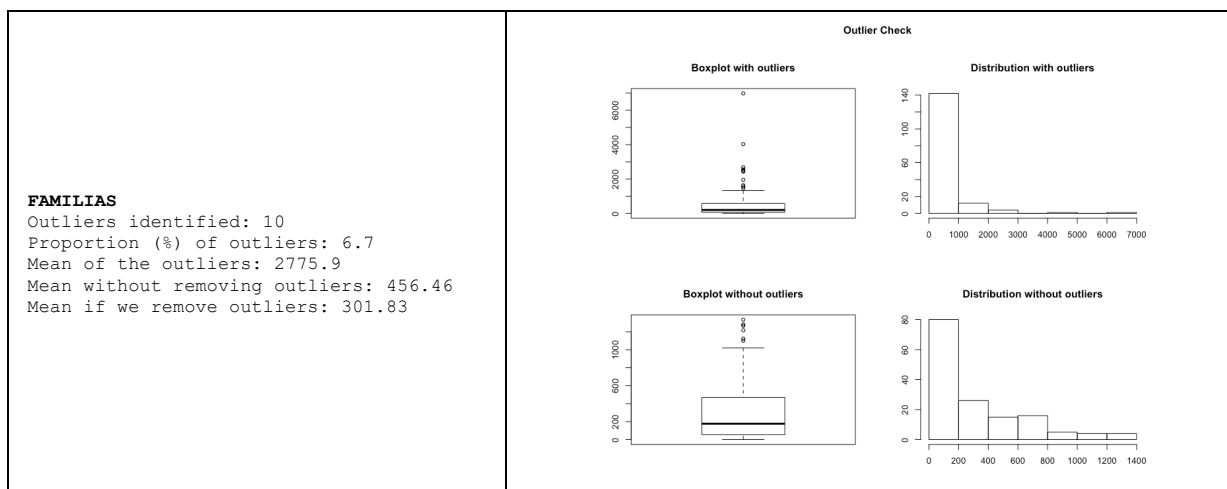 FAMILIAS
Outliers identified: 10
Proportion (%) of outliers: 6.7
Mean of the outliers: 2775.9
Mean without removing outliers: 456.46
Mean if we remove outliers: 301.83
Outlier Check
Boxplot with outliers
0 2000 4000 6000
Distribution with outliers
0 20 60 100 140
0 1000 2000 3000 4000 5000 6000 7000
Boxplot without outliers
0 200 600 1000
Distribution without outliers
0 20 40 60 80
0 200 400 600 800 1000 1200 1400